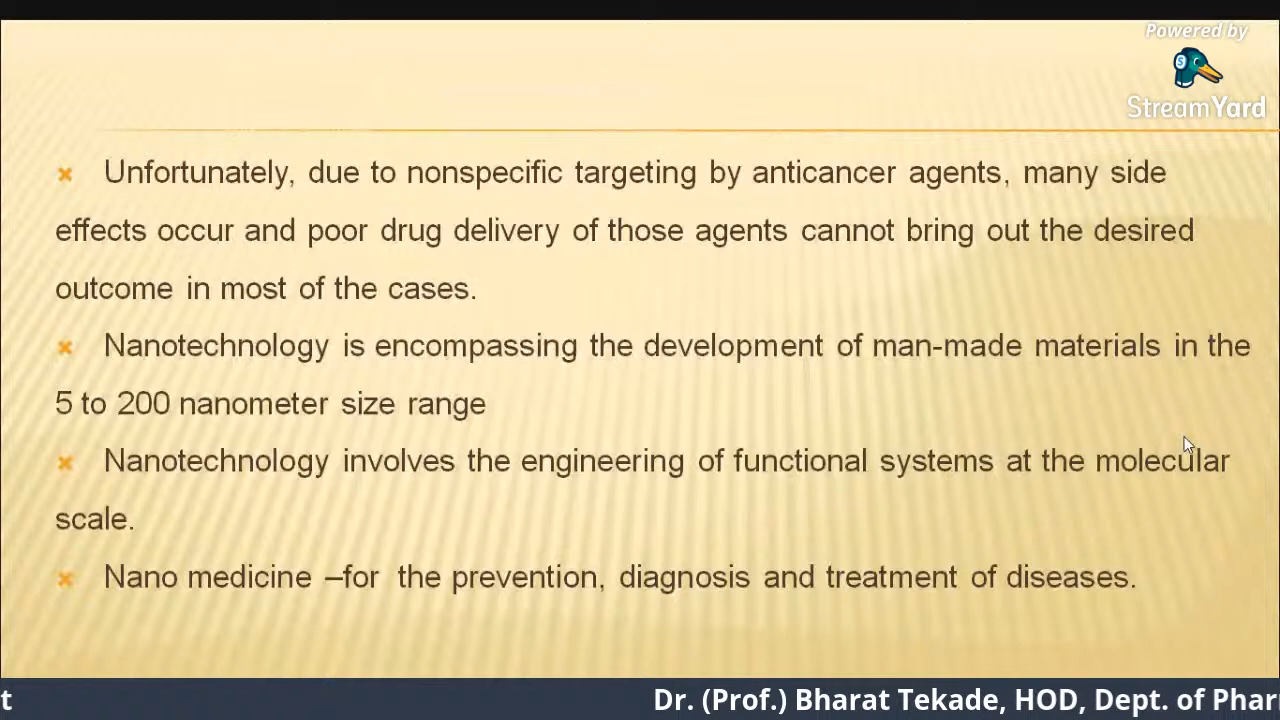 Powered by
StreamYard
Unfortunately, due to nonspecific targeting by anticancer agents, many side
effects occur and poor drug delivery of those agents cannot bring out the desired
outcome in most of the cases.
Nanotechnology is encompassing the development of man-made materials in the
5 to 200 nanometer size range
Nanotechnology involves the engineering of functional systems at the molecular
scale.
Nano medicine –for the prevention, diagnosis and treatment of diseases.
t Dr. (Prof.) Bharat Tekade, HOD, Dept. of Phar